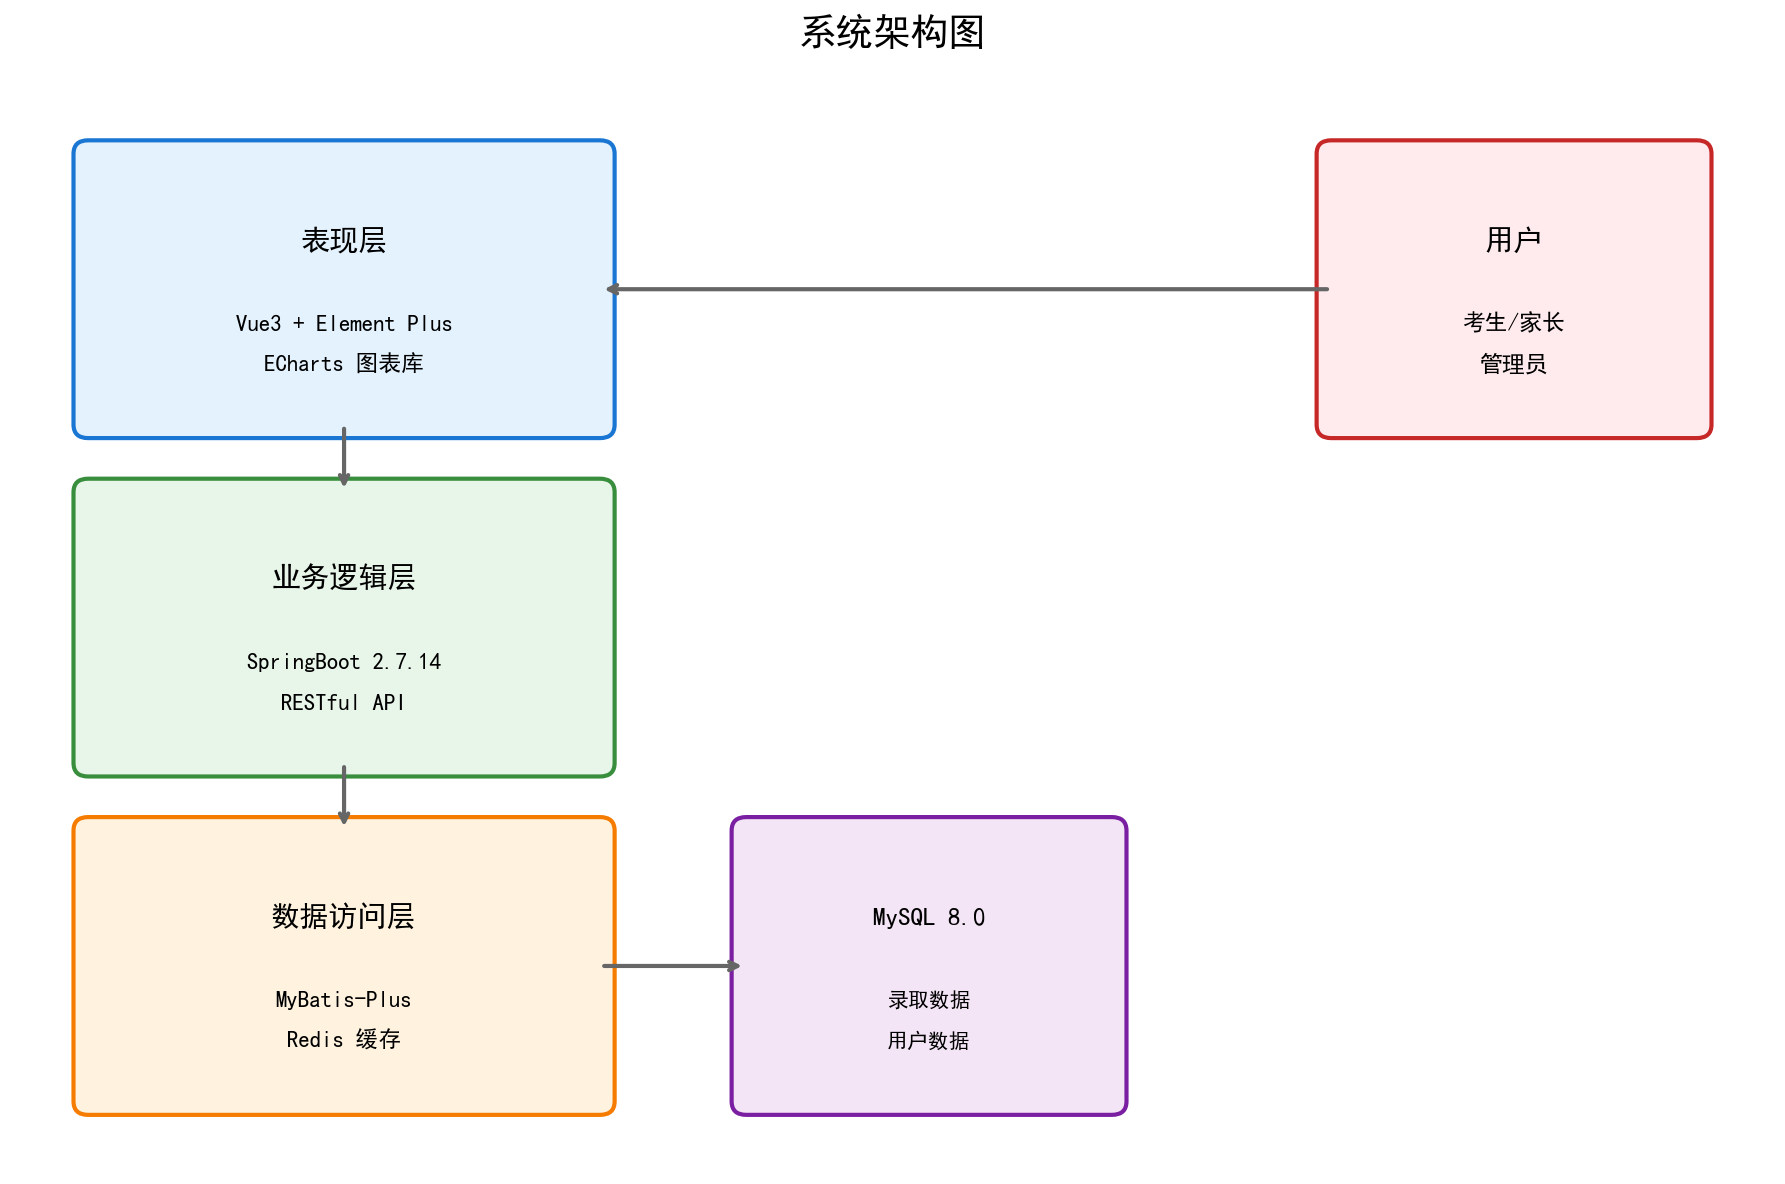 系统架构图
表现层
Vue3 + Element Plus
ECharts 图表库
用户
考生/家长
管理员
业务逻辑层
SpringBoot 2.7.14
RESTful API
数据访问层
MyBatis-Plus
Redis 缓存
MySQL 8.0
录取数据
用户数据